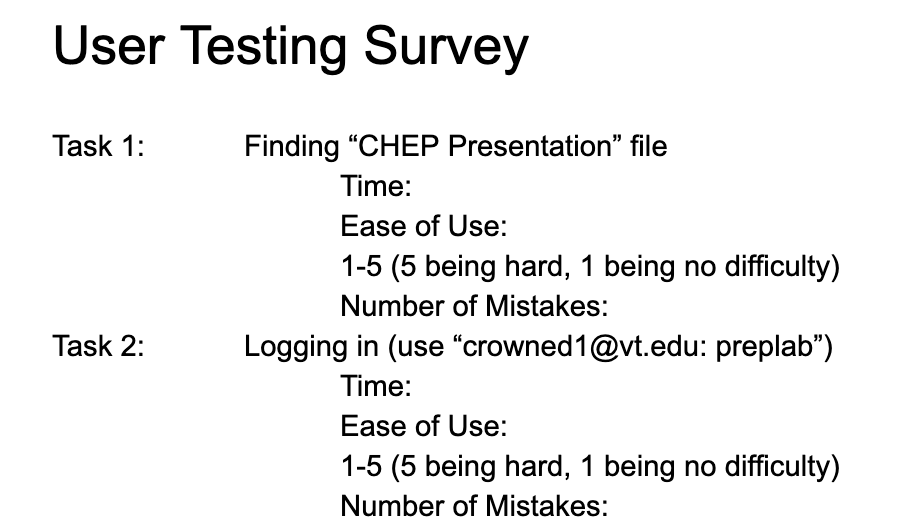 User Testing Survey
Task 1: Finding “CHEP Presentation” file
Time:
Ease of Use:
1-5 (5 being hard, 1 being no difficulty)
Number of Mistakes:
Task 2: Logging in (use “crowned1@vt.edu: preplab”)
Time:
Ease of Use:
1-5 (5 being hard, 1 being no difficulty)
Number of Mistakes: